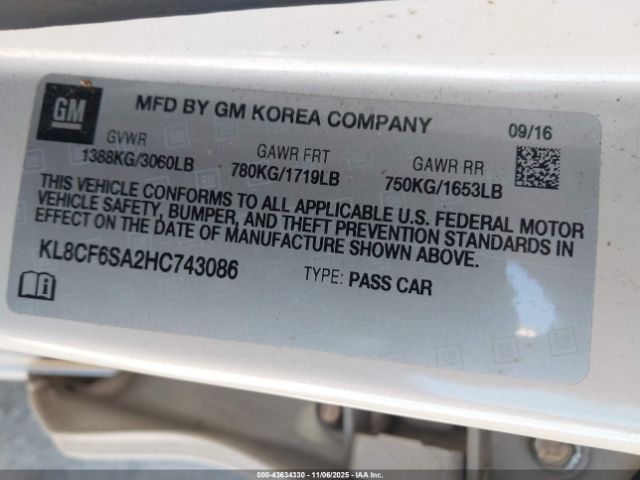 GM
MFD BY GM KOREA COMPANY
09/16
GVWR
1388KG/3060LB
GAWR FRT
780KG/1719LB
GAWR RR
750KG/1653LB
THIS VEHICLE CONFORMS TO ALL APPLICABLE U.S. FEDERAL MOTOR
VEHICLE SAFETY, BUMPER, AND THEFT PREVENTION STANDARDS IN
EFFECT ON THE DATE OF MANUFACTURE SHOWN ABOVE.
KL8CF6SA2HC743086
TYPE: PASS CAR
000-43634330 - 11/06/2025 - IAAI